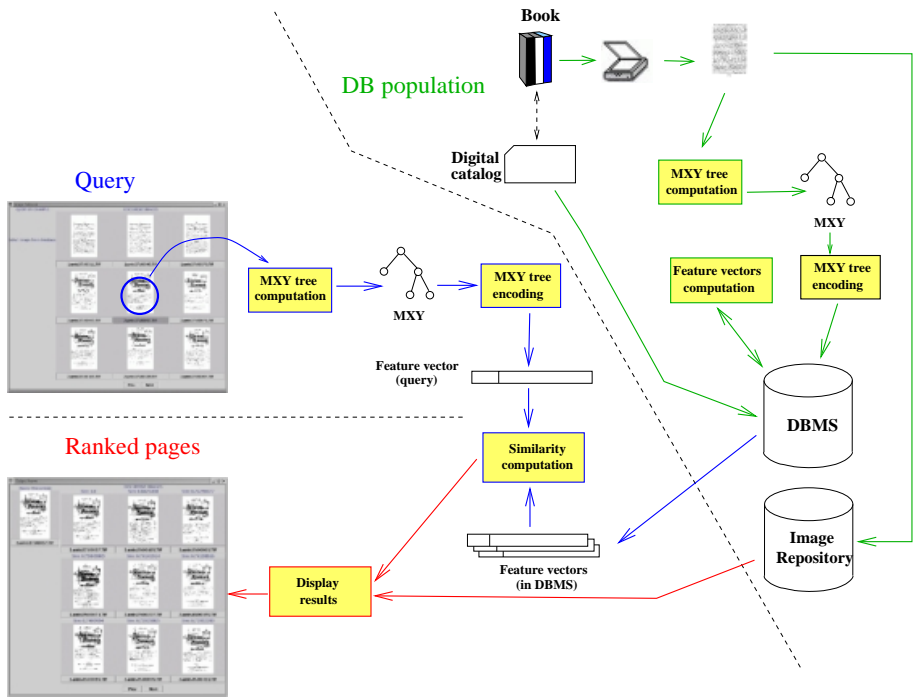 Book
DB population
Digital
catalog
MXY tree
computation
MXY
Query
MXY tree
computation
MXY
MXY tree
encoding
Feature vectors
computation
MXY tree
encoding
Feature vector
(query)
DBMS
Ranked pages
Similarity
computation
Image
Repository
Feature vectors
(in DBMS)
Display
results